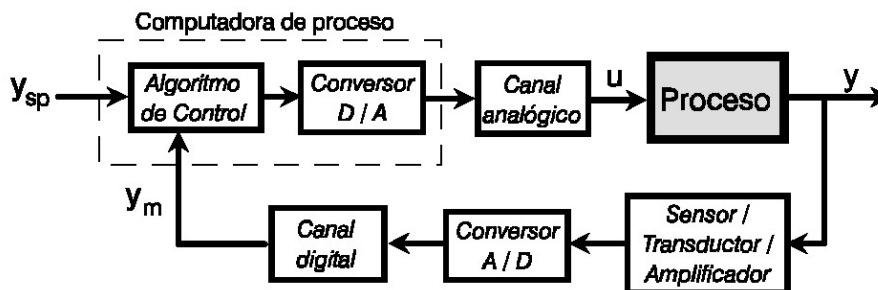 Computadora de proceso
y_sp
Algoritmo
de Control
Conversor
D / A
Canal
analógico
u
Proceso
y
y_m
Canal
digital
Conversor
A / D
Sensor /
Transductor /
Amplificador